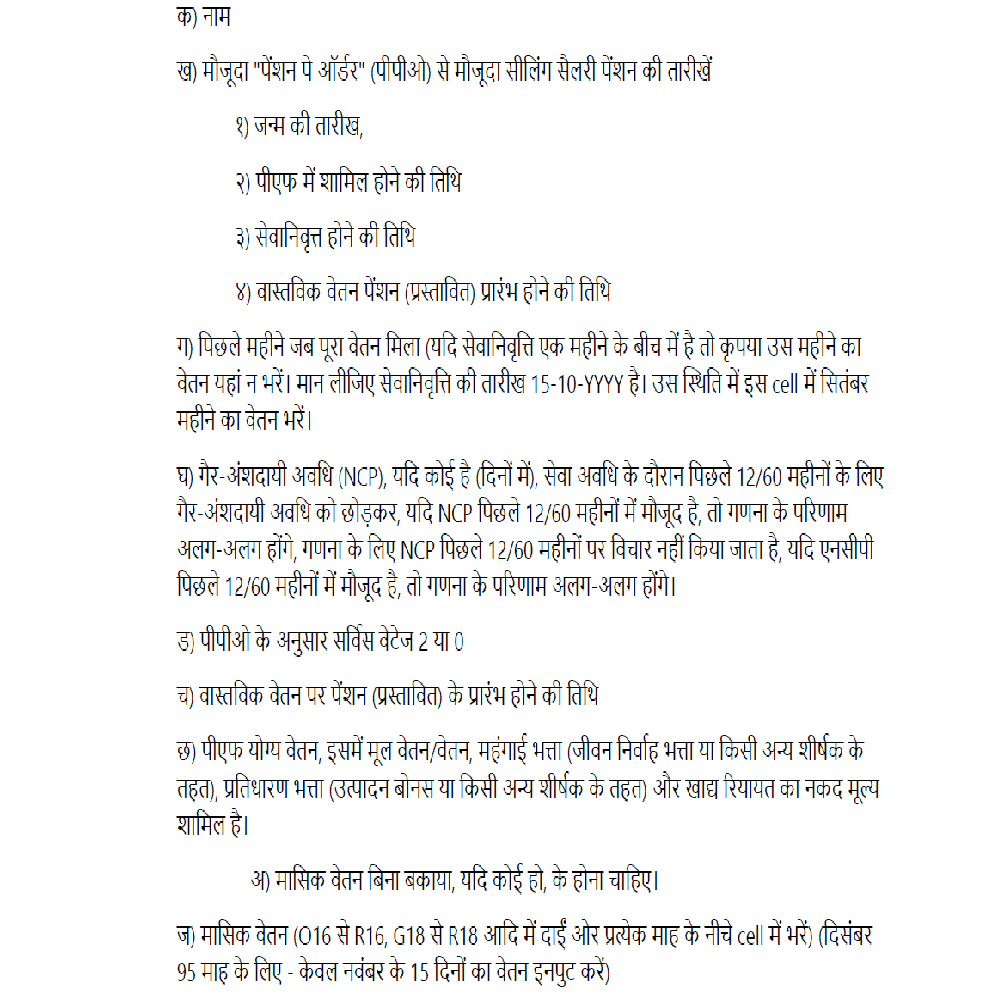 क) नाम
ख) मौजूदा "पेंशन पे ऑर्डर" (पीपीओ) से मौजूदा सीलिंग सैलरी पेंशन की तारीखें
१) जन्म की तारीख,
२) पीएफ में शामिल होने की तिथि
३) सेवानिवृत्त होने की तिथि
४) वास्तविक वेतन पेंशन (प्रस्तावित) प्रारंभ होने की तिथि
ग) पिछले महीने जब पूरा वेतन मिला (यदि सेवानिवृत्ति एक महीने के बीच में है तो कृपया उस महीने का
वेतन यहां न भरें। मान लीजिए सेवानिवृत्ति की तारीख 15-10-YYYY है। उस स्थिति में इस cell में सितंबर
महीने का वेतन भरें।
घ) गैर-अंशदायी अवधि (NCP), यदि कोई है (दिनों में), सेवा अवधि के दौरान पिछले 12/60 महीनों के लिए
गैर-अंशदायी अवधि को छोड़कर, यदि NCP पिछले 12/60 महीनों में मौजूद है, तो गणना के परिणाम
अलग-अलग होंगे, गणना के लिए NCP पिछले 12/60 महीनों पर विचार नहीं किया जाता है, यदि एनसीपी
पिछले 12/60 महीनों में मौजूद है, तो गणना के परिणाम अलग-अलग होंगे।
ड) पीपीओ के अनुसार सर्विस वेटेज 2 या 0
च) वास्तविक वेतन पर पेंशन (प्रस्तावित) के प्रारंभ होने की तिथि
छ) पीएफ योग्य वेतन, इसमें मूल वेतन/वेतन, महंगाई भत्ता (जीवन निर्वाह भत्ता या किसी अन्य शीर्षक के
तहत), प्रतिधारण भत्ता (उत्पादन बोनस या किसी अन्य शीर्षक के तहत) और खाद्य रियायत का नकद मूल्य
शामिल है।
अ) मासिक वेतन बिना बकाया, यदि कोई हो, के होना चाहिए।
ज) मासिक वेतन (O16 से R16, G18 से R18 आदि में दाईं ओर प्रत्येक माह के नीचे cell में भरें) (दिसंबर
95 माह के लिए - केवल नवंबर के 15 दिनों का वेतन इनपुट करें)